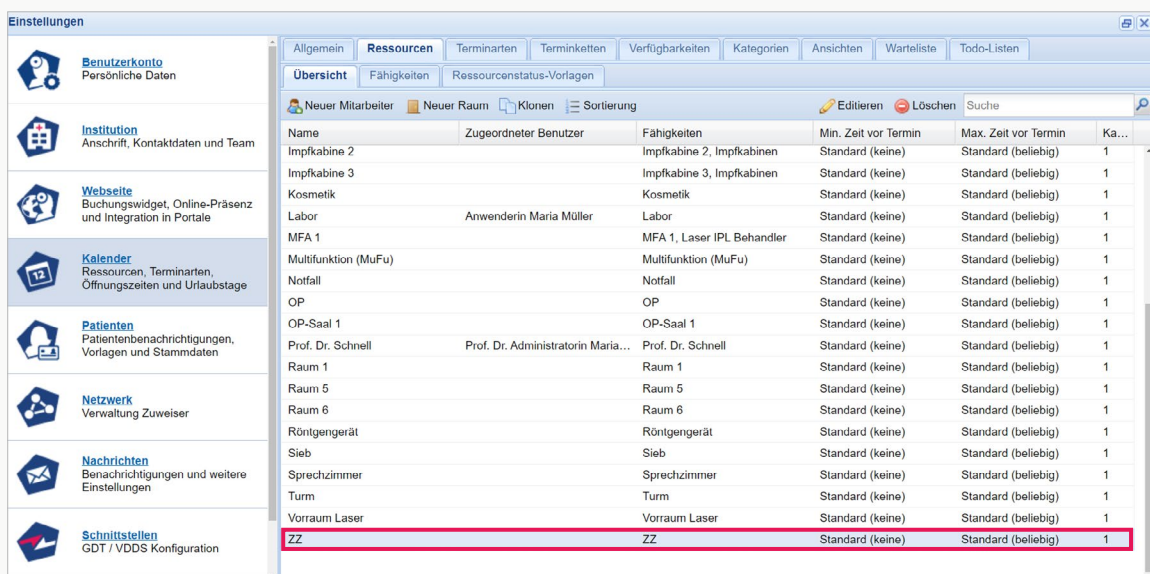 Einstellungen
Benutzerkonto
Persönliche Daten
Institution
Anschrift, Kontaktdaten und Team
Webseite
Buchungswidget, Online-Präsenz
und Integration in Portale
Kalender
Ressourcen, Terminarten,
Öffnungszeiten und Urlaubstage
12
Patienten
Patientenbenachrichtigungen,
Vorlagen und Stammdaten
Netzwerk
Verwaltung Zuweiser
Nachrichten
Benachrichtigungen und weitere
Einstellungen
Schnittstellen
GDT / VDDS Konfiguration
Allgemein Ressourcen Terminarten Terminketten Verfügbarkeiten Kategorien Ansichten Warteliste Todo-Listen
Übersicht Fähigkeiten Ressourcenstatus-Vorlagen
Neuer Mitarbeiter Neuer Raum Klonen Sortierung Editieren Löschen Suche
Name Zugeordneter Benutzer Fähigkeiten Min. Zeit vor Termin Max. Zeit vor Termin Ka...
Impfkabine 2 Impfkabine 2, Impfkabinen Standard (keine) Standard (beliebig) 1
Impfkabine 3 Impfkabine 3, Impfkabinen Standard (keine) Standard (beliebig) 1
Kosmetik Kosmetik Standard (keine) Standard (beliebig) 1
Labor Anwenderin Maria Müller Labor Standard (keine) Standard (beliebig) 1
MFA 1 MFA 1, Laser IPL Behandler Standard (keine) Standard (beliebig) 1
Multifunktion (MuFu) Multifunktion (MuFu) Standard (keine) Standard (beliebig) 1
Notfall Notfall Standard (keine) Standard (beliebig) 1
OP OP Standard (keine) Standard (beliebig) 1
OP-Saal 1 OP-Saal 1 Standard (keine) Standard (beliebig) 1
Prof. Dr. Schnell Prof. Dr. Administratorin Maria... Prof. Dr. Schnell Standard (keine) Standard (beliebig) 1
Raum 1 Raum 1 Standard (keine) Standard (beliebig) 1
Raum 5 Raum 5 Standard (keine) Standard (beliebig) 1
Raum 6 Raum 6 Standard (keine) Standard (beliebig) 1
Röntgengerät Röntgengerät Standard (keine) Standard (beliebig) 1
Sieb Sieb Standard (keine) Standard (beliebig) 1
Sprechzimmer Sprechzimmer Standard (keine) Standard (beliebig) 1
Turm Turm Standard (keine) Standard (beliebig) 1
Vorraum Laser Vorraum Laser Standard (keine) Standard (beliebig) 1
ZZ ZZ Standard (keine) Standard (beliebig) 1